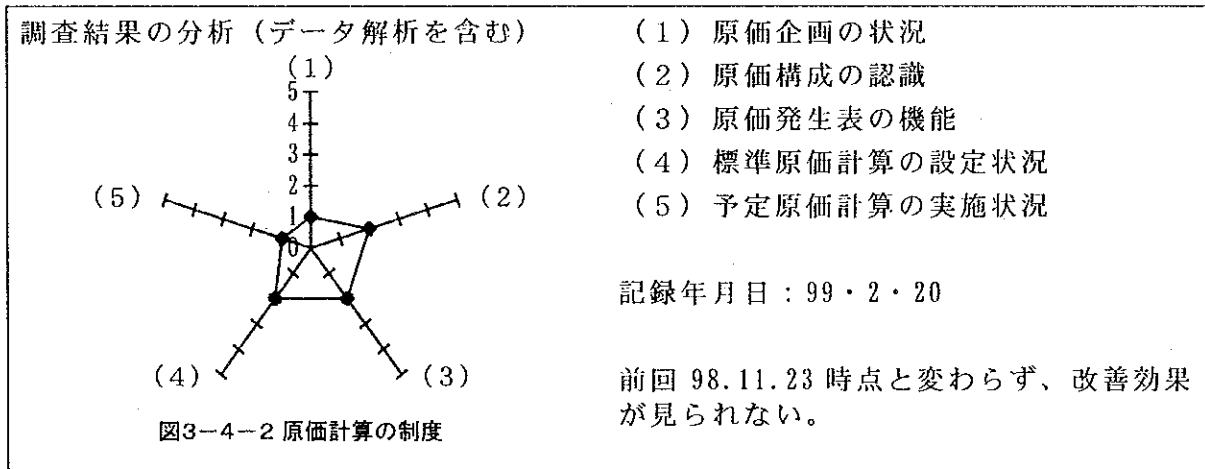 調査結果の分析（データ解析を含む）
(1)
5
4
3
2
1
0
(2)
(3)
(4)
(5)
図3-4-2 原価計算の制度
（1）原価企画の状況
（2）原価構成の認識
（3）原価発生表の機能
（4）標準原価計算の設定状況
（5）予定原価計算の実施状況
記録年月日：99・2・20
前回 98.11.23 時点と変わらず、改善効果
が見られない。